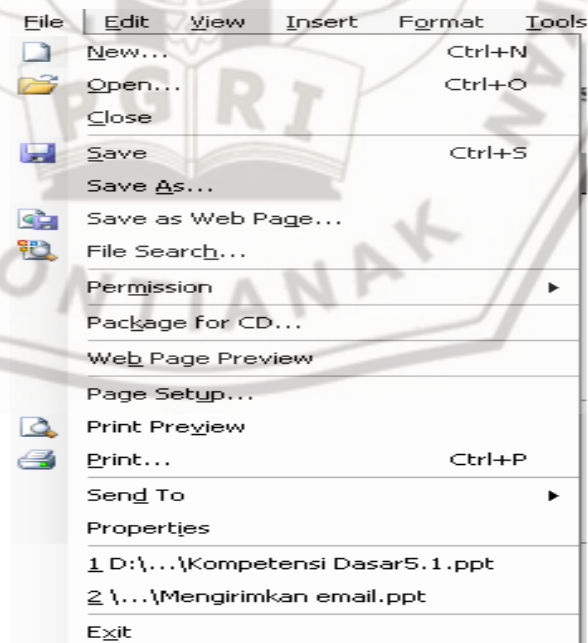 File Edit View Insert Format Tools
New... Ctrl+N
Open... Ctrl+O
Close
Save Ctrl+S
Save As...
Save as Web Page...
File Search...
Permission
Package for CD...
Web Page Preview
Page Setup...
Print Preview
Print... Ctrl+P
Send To
Properties
1 D:\...\Kompetensi Dasar5.1.ppt
2 \...\Mengirimkan email.ppt
Exit
PGRI
PONTIANAK